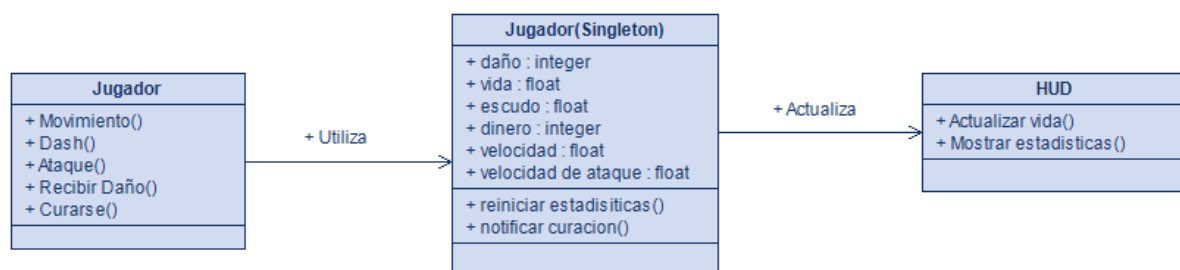 Jugador
+ Movimiento()
+ Dash()
+ Ataque()
+ Recibir Daño()
+ Curarse()
+ Utiliza
Jugador(Singleton)
+ daño : integer
+ vida : float
+ escudo : float
+ dinero : integer
+ velocidad : float
+ velocidad de ataque : float
+ reiniciar estadisiticas()
+ notificar curacion()
+ Actualiza
HUD
+ Actualizar vida()
+ Mostrar estadisticas()